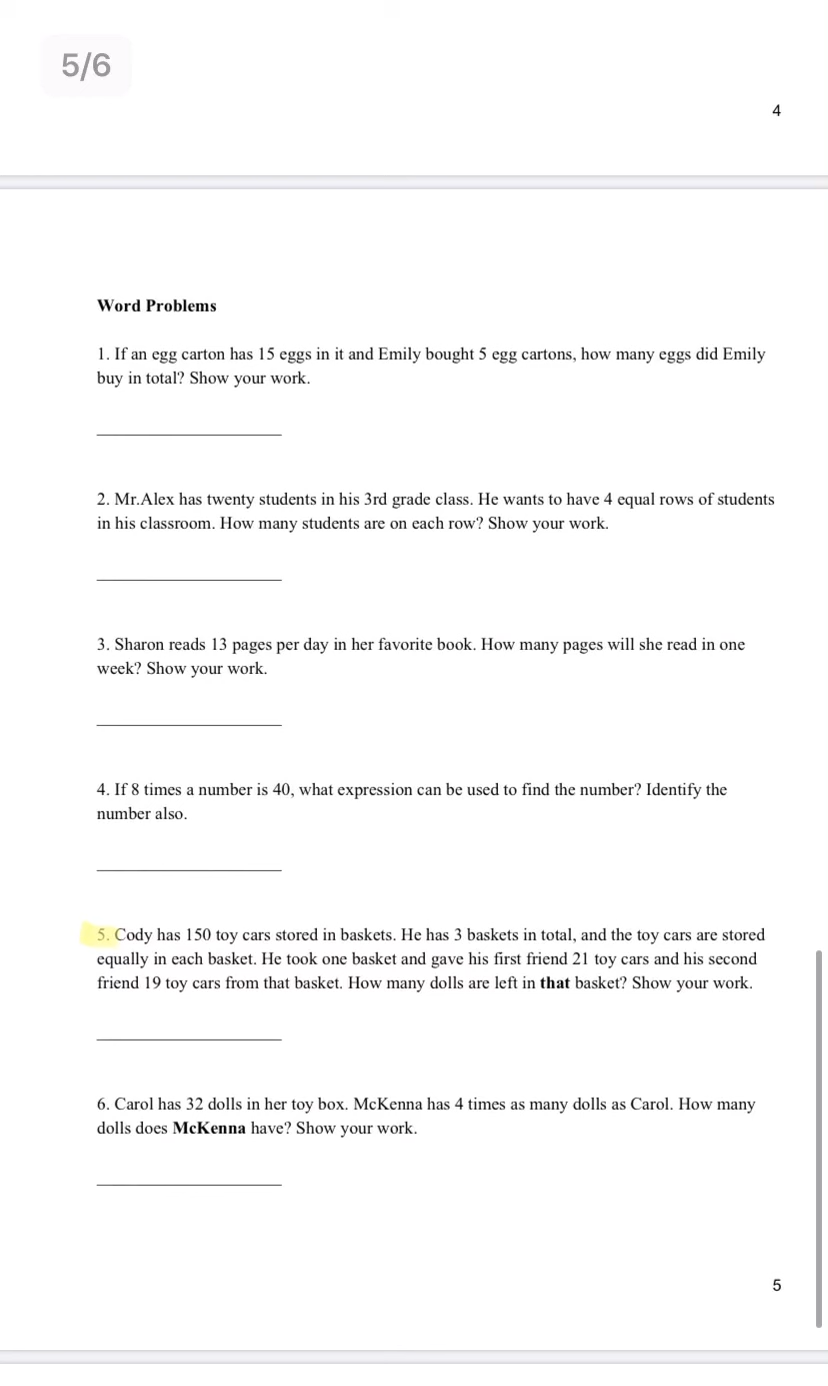 5/6
4
Word Problems
1. If an egg carton has 15 eggs in it and Emily bought 5 egg cartons, how many eggs did Emily
buy in total? Show your work.
2. Mr.Alex has twenty students in his 3rd grade class. He wants to have 4 equal rows of students
in his classroom. How many students are on each row? Show your work.
3. Sharon reads 13 pages per day in her favorite book. How many pages will she read in one
week? Show your work.
4. If 8 times a number is 40, what expression can be used to find the number? Identify the
number also.
5. Cody has 150 toy cars stored in baskets. He has 3 baskets in total, and the toy cars are stored
equally in each basket. He took one basket and gave his first friend 21 toy cars and his second
friend 19 toy cars from that basket. How many dolls are left in that basket? Show your work.
6. Carol has 32 dolls in her toy box. McKenna has 4 times as many dolls as Carol. How many
dolls does McKenna have? Show your work.
5